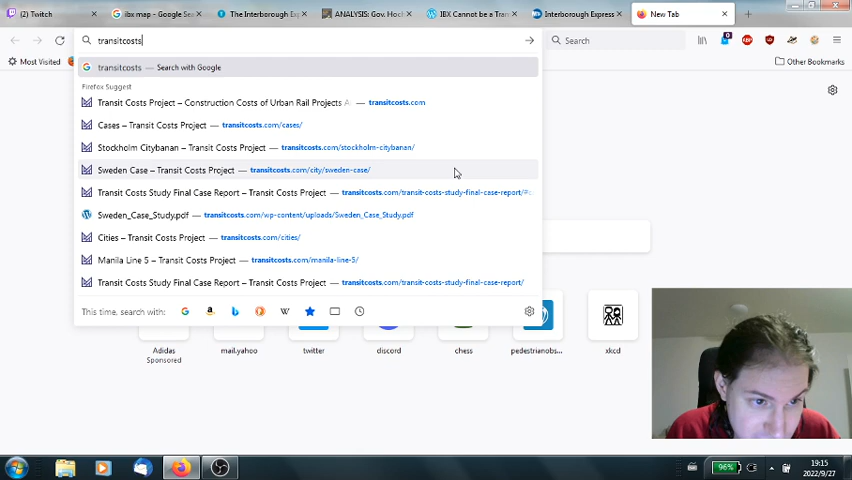 Twitch
ibx map - Google Sea
The Interborough Exp
ANALYSIS: Gov. Hoch
IBX Cannot be a Tran
Interborough Express
New Tab
transitcosts
Search
Most Visited
Other Bookmarks
transitcosts — Search with Google
Firefox Suggest
Transit Costs Project – Construction Costs of Urban Rail Projects A — transitcosts.com
Cases – Transit Costs Project — transitcosts.com/cases/
Stockholm Citybanan – Transit Costs Project — transitcosts.com/stockholm-citybanan/
Sweden Case – Transit Costs Project — transitcosts.com/city/sweden-case/
Transit Costs Study Final Case Report – Transit Costs Project — transitcosts.com/transit-costs-study-final-case-report/
Sweden_Case_Study.pdf — transitcosts.com/wp-content/uploads/Sweden_Case_Study.pdf
Cities – Transit Costs Project — transitcosts.com/cities/
Manila Line 5 – Transit Costs Project — transitcosts.com/manila-line-5/
Transit Costs Study Final Case Report – Transit Costs Project — transitcosts.com/transit-costs-study-final-case-report/
This time, search with:
Adidas
Sponsored
mail.yahoo
twitter
discord
chess
pedestrianobs...
xkcd
96%
19:15
2022/9/27